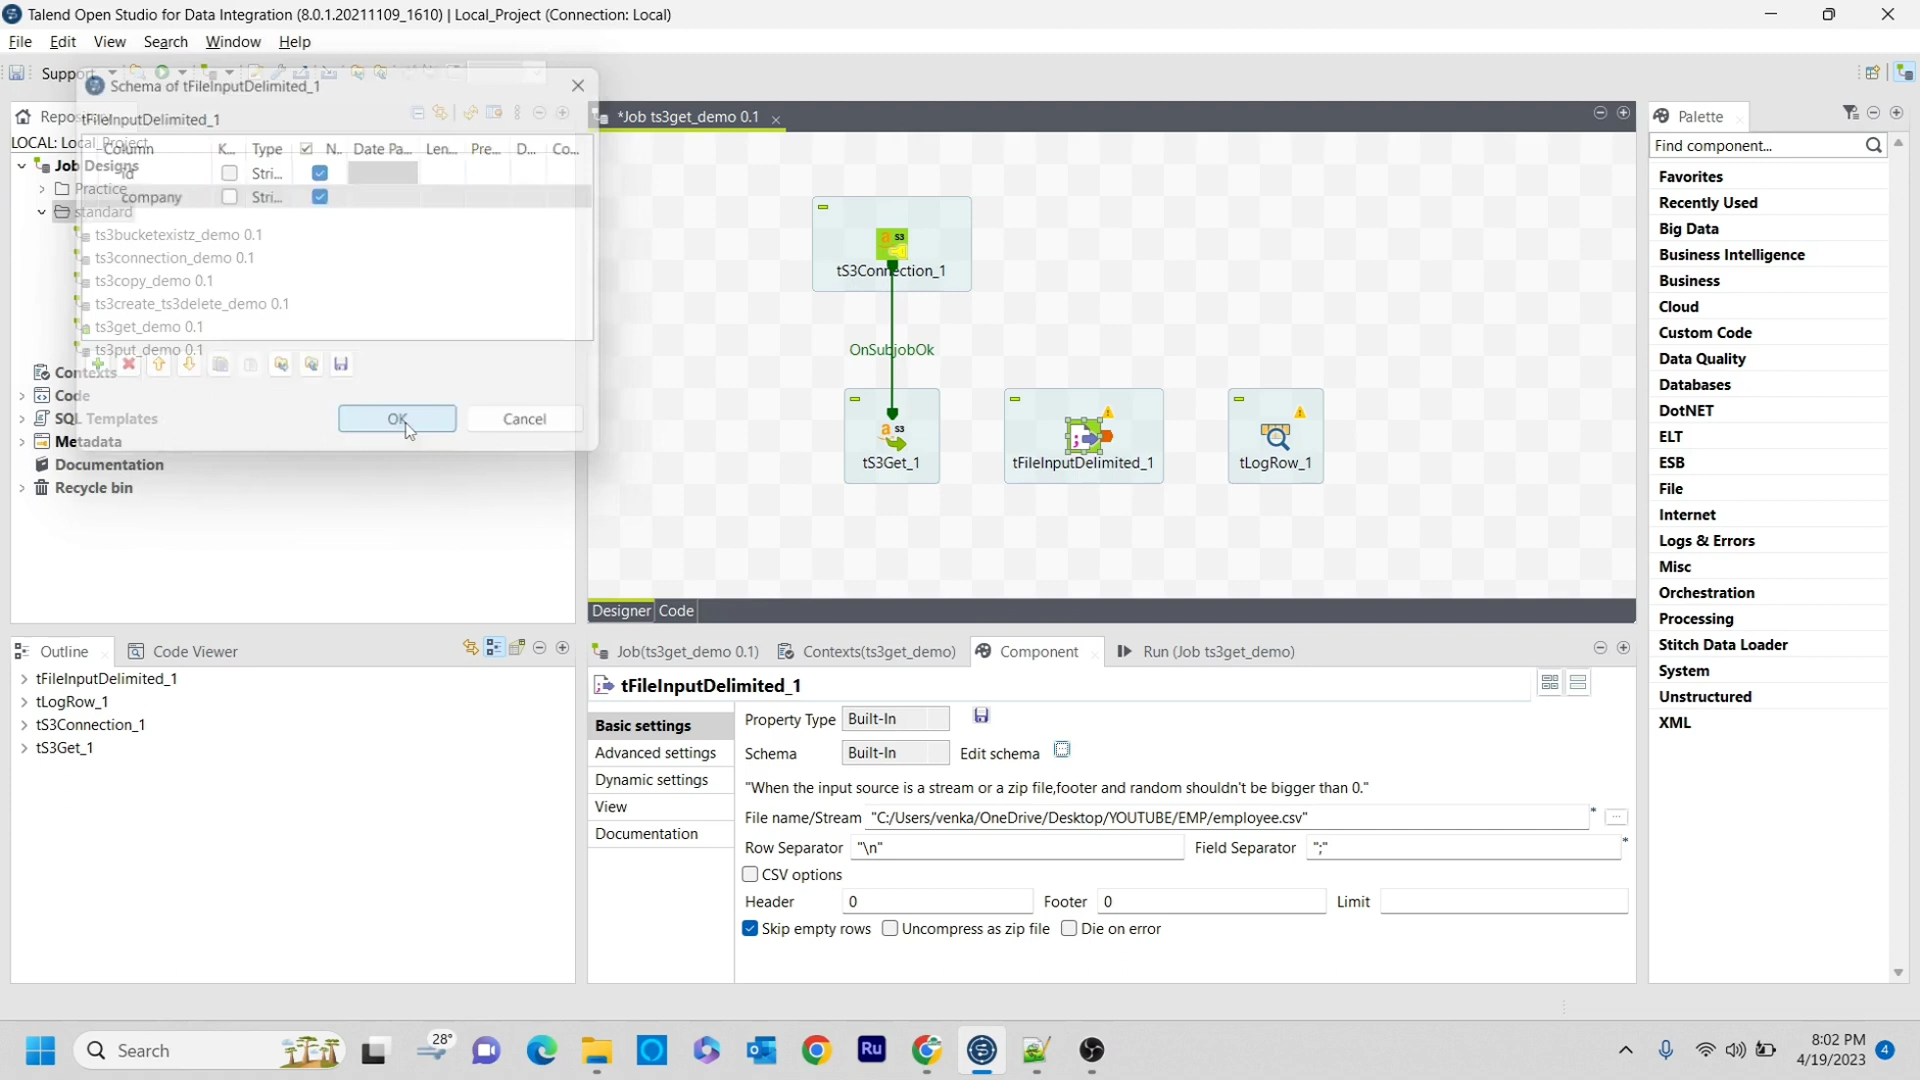 Talend Open Studio for Data Integration (8.0.1.20211109_1610) | Local_Project (Connection: Local)
File Edit View Search Window Help
Support
Schema of tFileInputDelimited_1
tFileInputDelimited_1
LOCAL: Local_Project
Column K... Type N.. Date Pa... Len... Pre... D... Co...
Job Designs
id Stri...
Practice
company Stri...
standard
ts3bucketexistz_demo 0.1
ts3connection_demo 0.1
ts3copy_demo 0.1
ts3create_ts3delete_demo 0.1
ts3get_demo 0.1
ts3put_demo 0.1
Contexts
Code
SQL Templates
Metadata
Documentation
Recycle bin
OK Cancel
*Job ts3get_demo 0.1
a S3
tS3Connection_1
OnSubjobOk
a S3
tS3Get_1
tFileInputDelimited_1
tLogRow_1
Designer Code
Palette
Find component...
Favorites
Recently Used
Big Data
Business Intelligence
Business
Cloud
Custom Code
Data Quality
Databases
DotNET
ELT
ESB
File
Internet
Logs & Errors
Misc
Orchestration
Processing
Stitch Data Loader
System
Unstructured
XML
Outline Code Viewer
tFileInputDelimited_1
tLogRow_1
tS3Connection_1
tS3Get_1
Job(ts3get_demo 0.1) Contexts(ts3get_demo) Component Run (Job ts3get_demo)
tFileInputDelimited_1
Basic settings
Advanced settings
Dynamic settings
View
Documentation
Property Type Built-In
Schema Built-In Edit schema
"When the input source is a stream or a zip file,footer and random shouldn't be bigger than 0."
File name/Stream "C:/Users/venka/OneDrive/Desktop/YOUTUBE/EMP/employee.csv" * ...
Row Separator "\n" Field Separator ";" *
CSV options
Header 0 Footer 0 Limit
Skip empty rows Uncompress as zip file Die on error
Search
28°
Ru
8:02 PM
4/19/2023
4